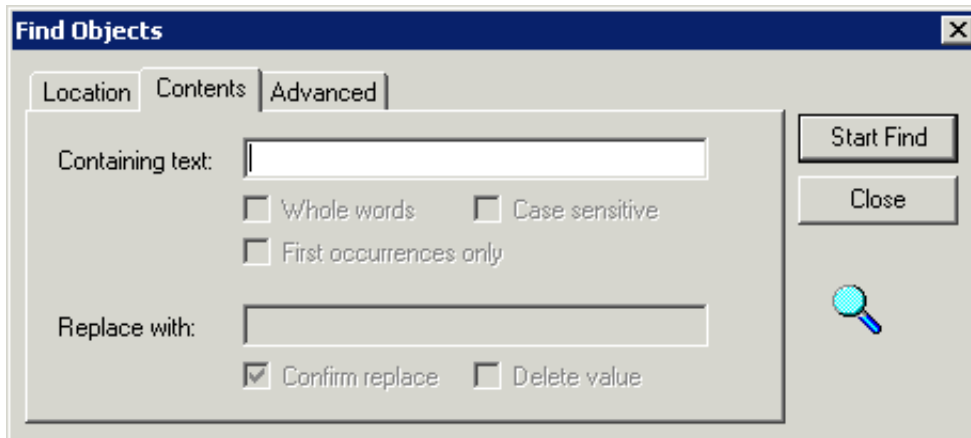 Find Objects
Location Contents Advanced
Containing text:
Whole words Case sensitive
First occurrences only
Replace with:
Confirm replace Delete value
Start Find
Close